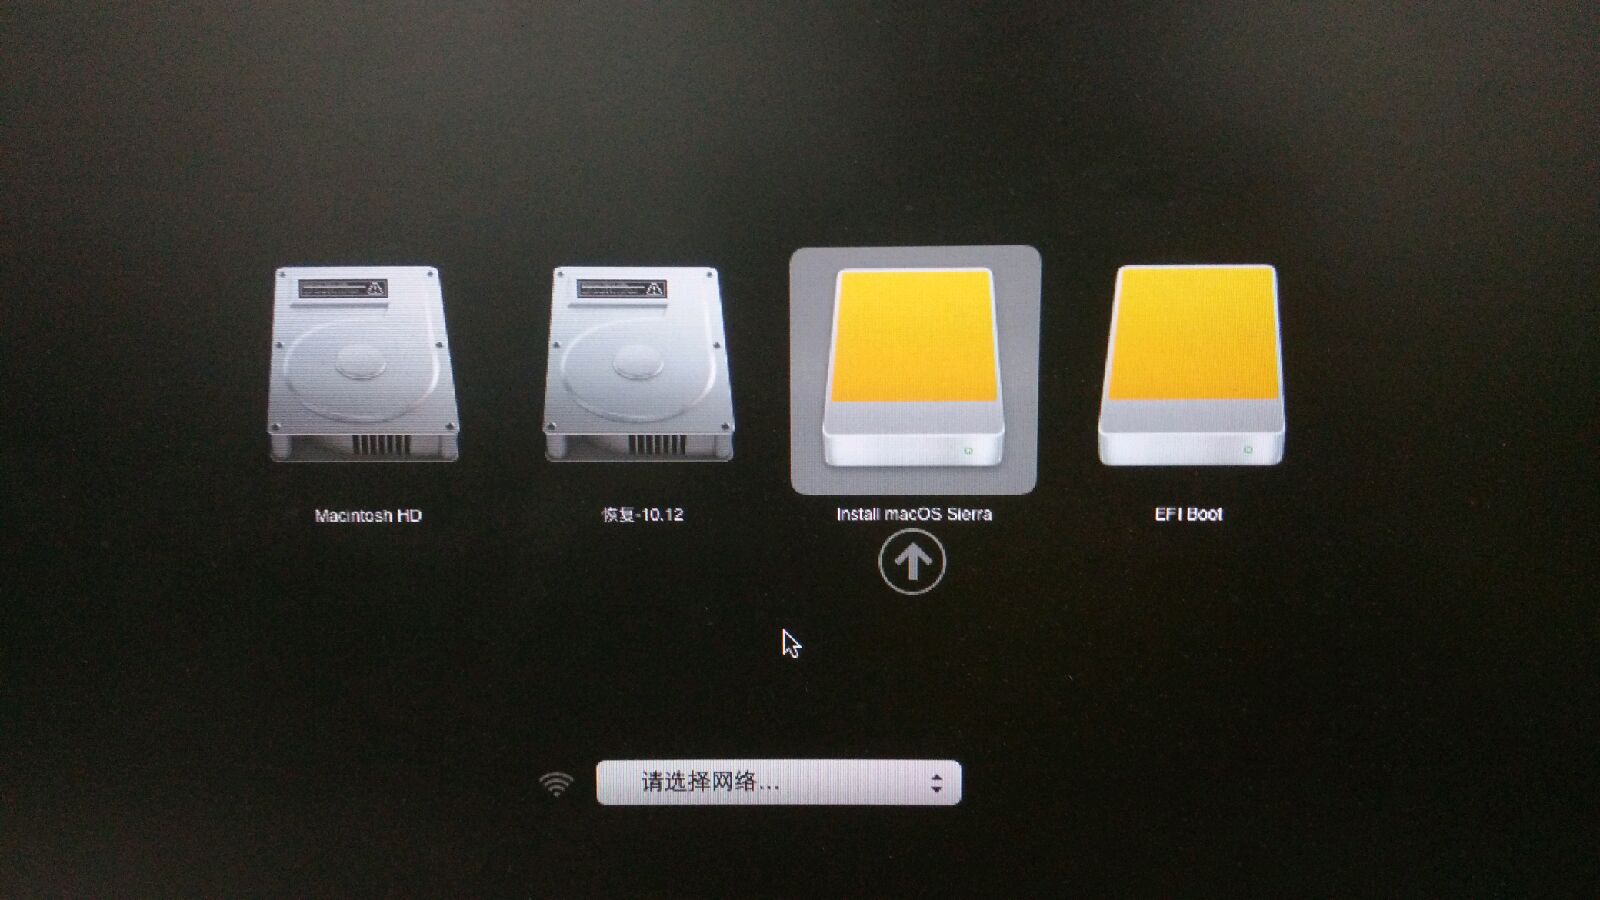 Macintosh HD
恢复-10.12
Install macOS Sierra
EFI Boot
请选择网络...